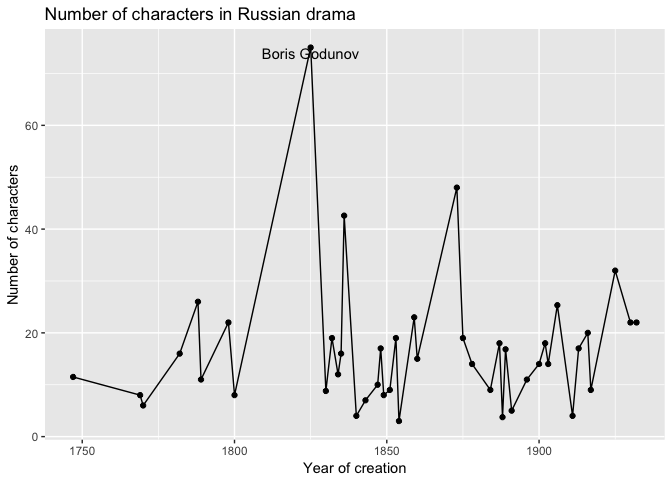 Number of characters in Russian drama
Boris Godunov
60
40
20
0
Number of characters
1750
1800
1850
1900
Year of creation